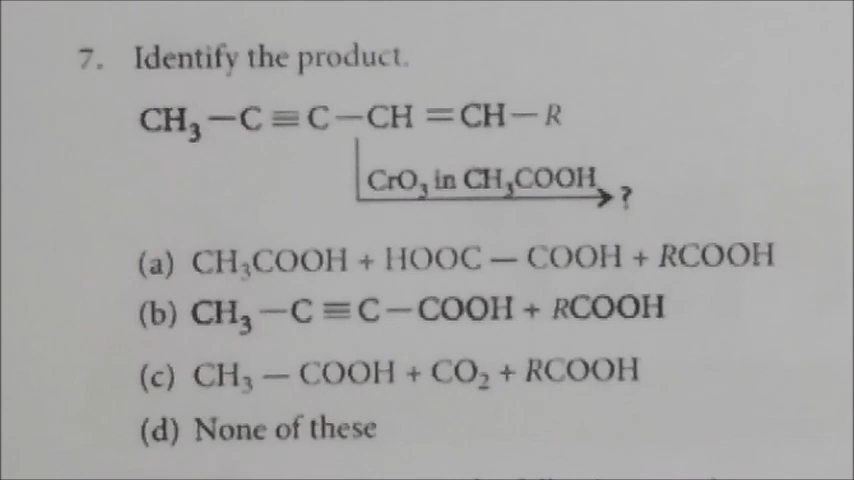 7. Identify the product.
CH₃—C≡C—CH=CH—R
CrO₃ in CH₃COOH ?
(a) CH₃COOH + HOOC — COOH + RCOOH
(b) CH₃—C≡C—COOH + RCOOH
(c) CH₃ — COOH + CO₂ + RCOOH
(d) None of these